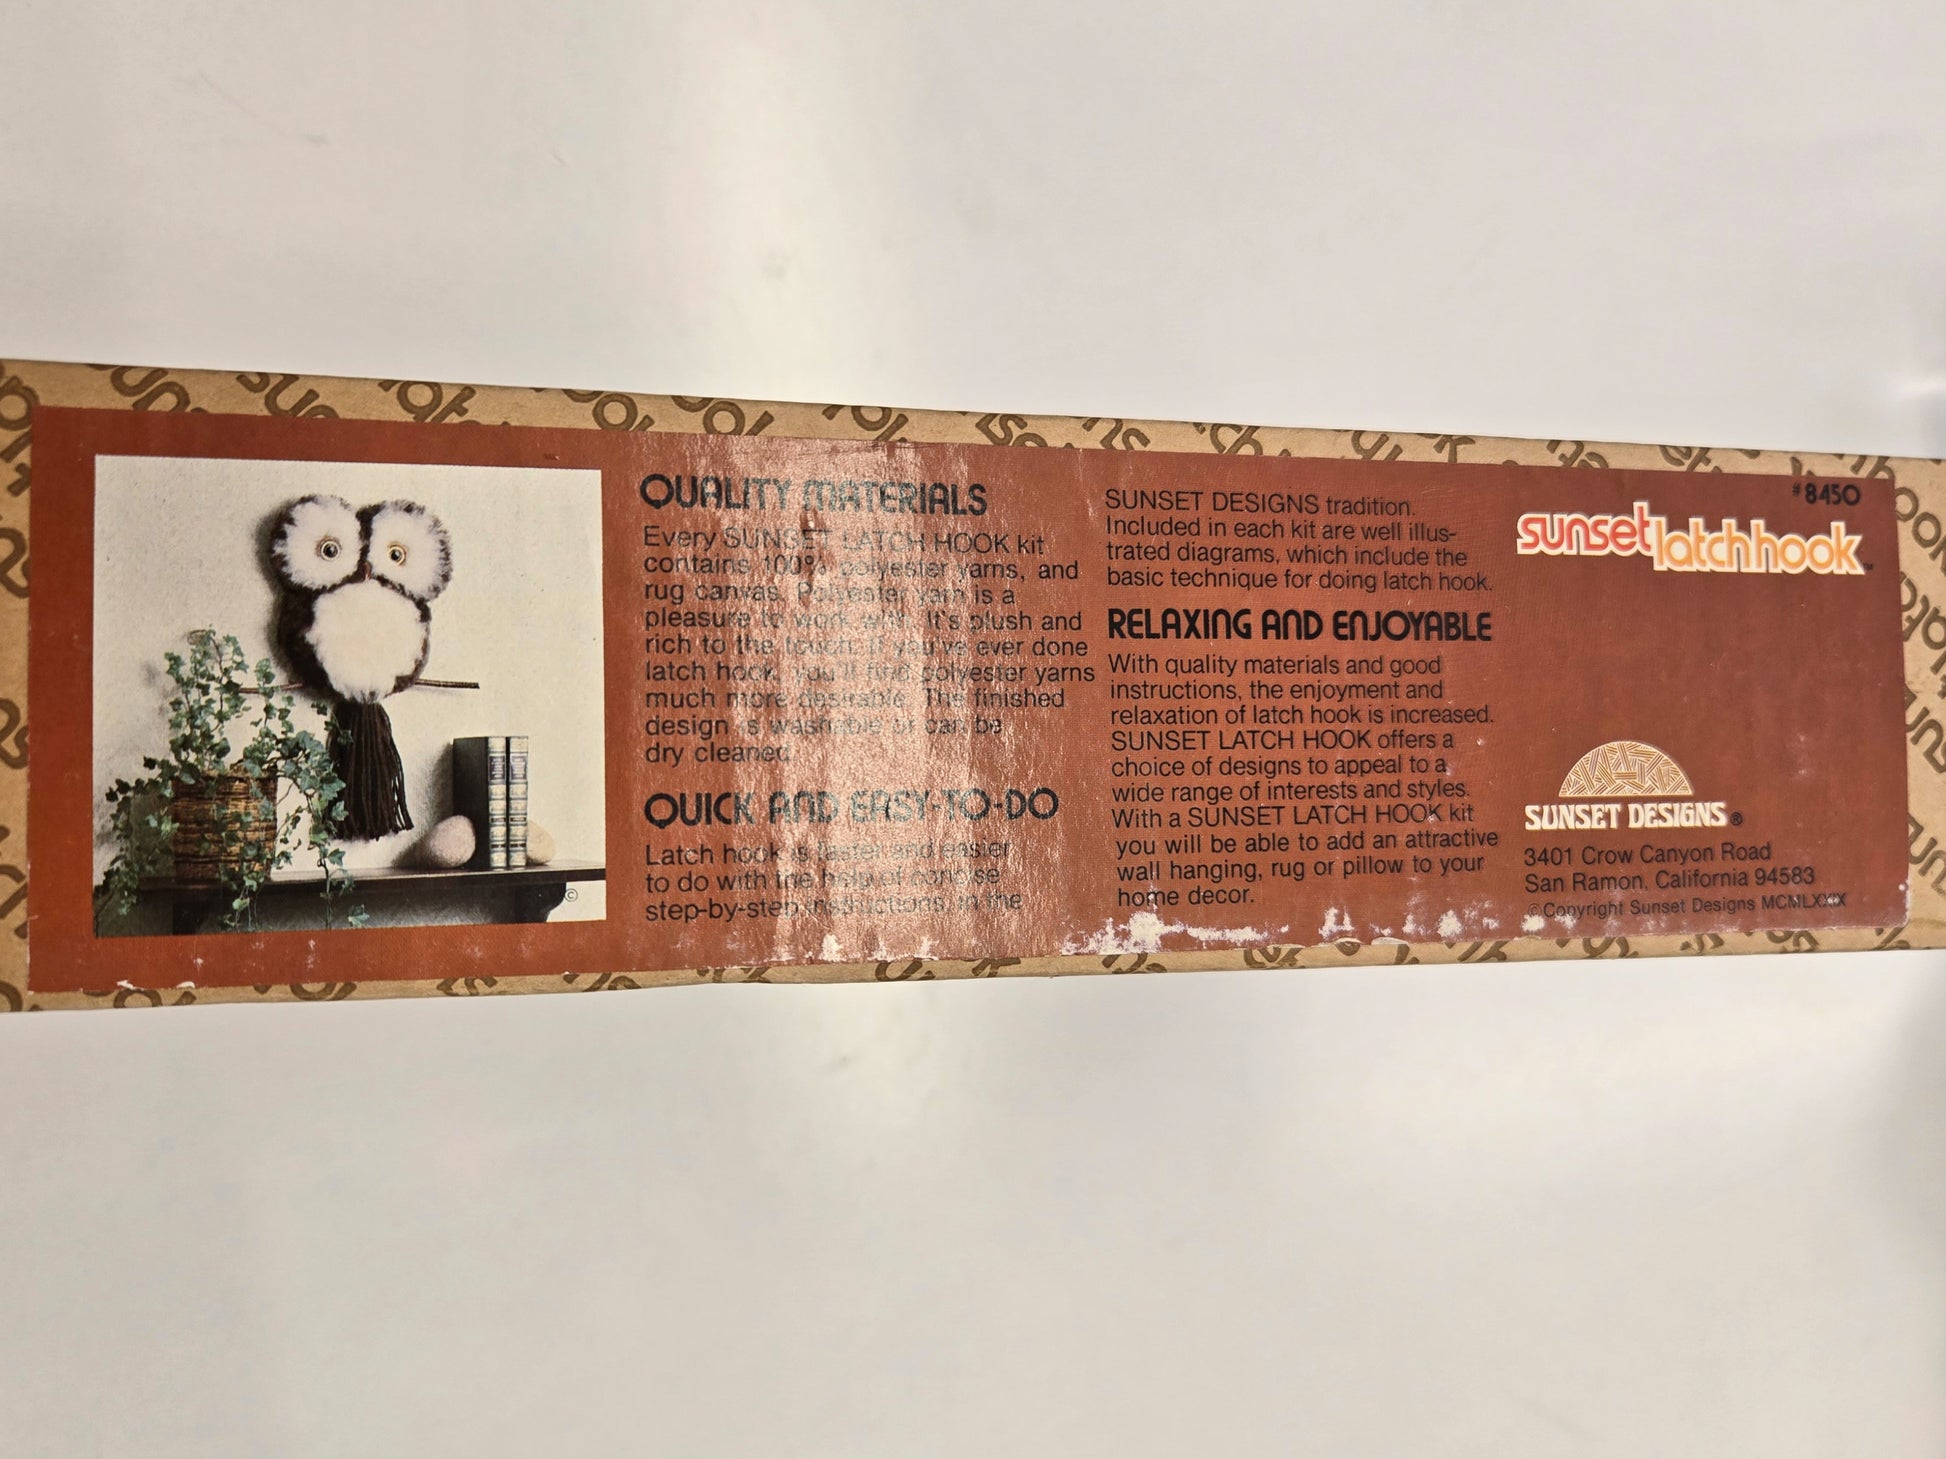 QUALITY MATERIALS
Every SUNSET LATCH HOOK kit
contains 100% polyester yarns, and
rug canvas. Polyester yarn is a
pleasure to work with. It's plush and
rich to the touch. If you've ever done
latch hook, you'll find polyester yarns
much more desirable. The finished
design is washable or can be
dry cleaned.
QUICK AND EASY-TO-DO
Latch hook is faster and easier
to do with the help of concise
step-by-step instructions, in the
SUNSET DESIGNS tradition.
Included in each kit are well illus-
trated diagrams, which include the
basic technique for doing latch hook.
RELAXING AND ENJOYABLE
With quality materials and good
instructions, the enjoyment and
relaxation of latch hook is increased.
SUNSET LATCH HOOK offers a
choice of designs to appeal to a
wide range of interests and styles.
With a SUNSET LATCH HOOK kit
you will be able to add an attractive
wall hanging, rug or pillow to your
home decor.
#8450
sunset latchhook™
SUNSET DESIGNS®
3401 Crow Canyon Road
San Ramon, California 94583
©Copyright Sunset Designs MCMLXXIX
©